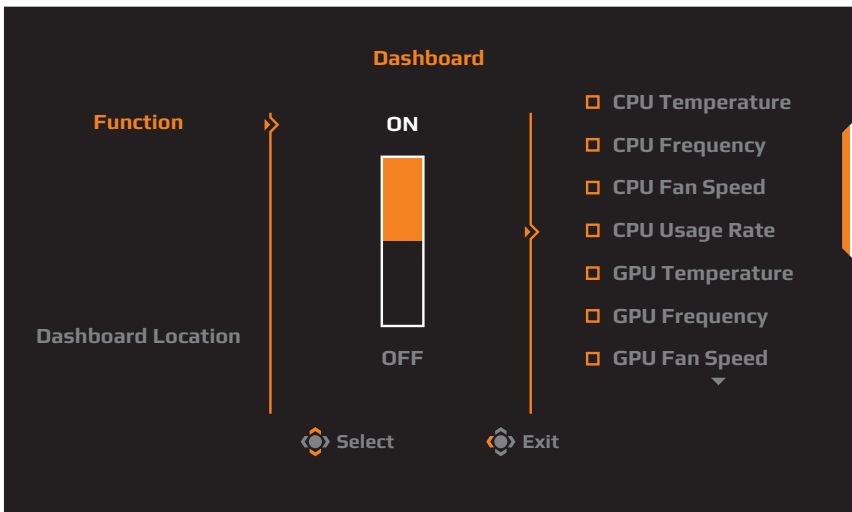 Dashboard
Function
ON
OFF
Dashboard Location
CPU Temperature
CPU Frequency
CPU Fan Speed
CPU Usage Rate
GPU Temperature
GPU Frequency
GPU Fan Speed
Select
Exit